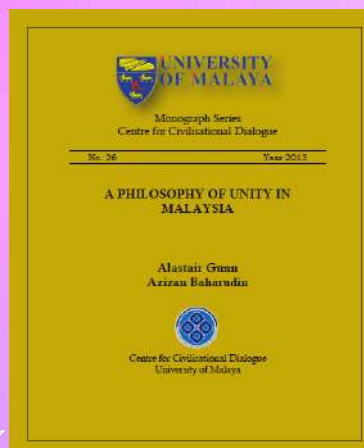 UNIVERSITY
OF MALAYA
Monograph Series
Centre for Civilisational Dialogue
No. 26 Year 2013
A PHILOSOPHY OF UNITY IN
MALAYSIA
Alastair Gunn
Azizan Baharudin
Centre for Civilisational Dialogue
University of Malaya